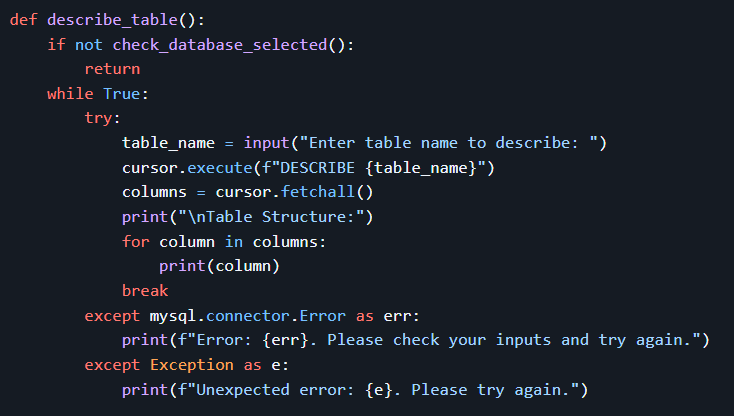 def describe_table():
    if not check_database_selected():
        return
    while True:
        try:
            table_name = input("Enter table name to describe: ")
            cursor.execute(f"DESCRIBE {table_name}")
            columns = cursor.fetchall()
            print("\nTable Structure:")
            for column in columns:
                print(column)
            break
        except mysql.connector.Error as err:
            print(f"Error: {err}. Please check your inputs and try again.")
        except Exception as e:
            print(f"Unexpected error: {e}. Please try again.")